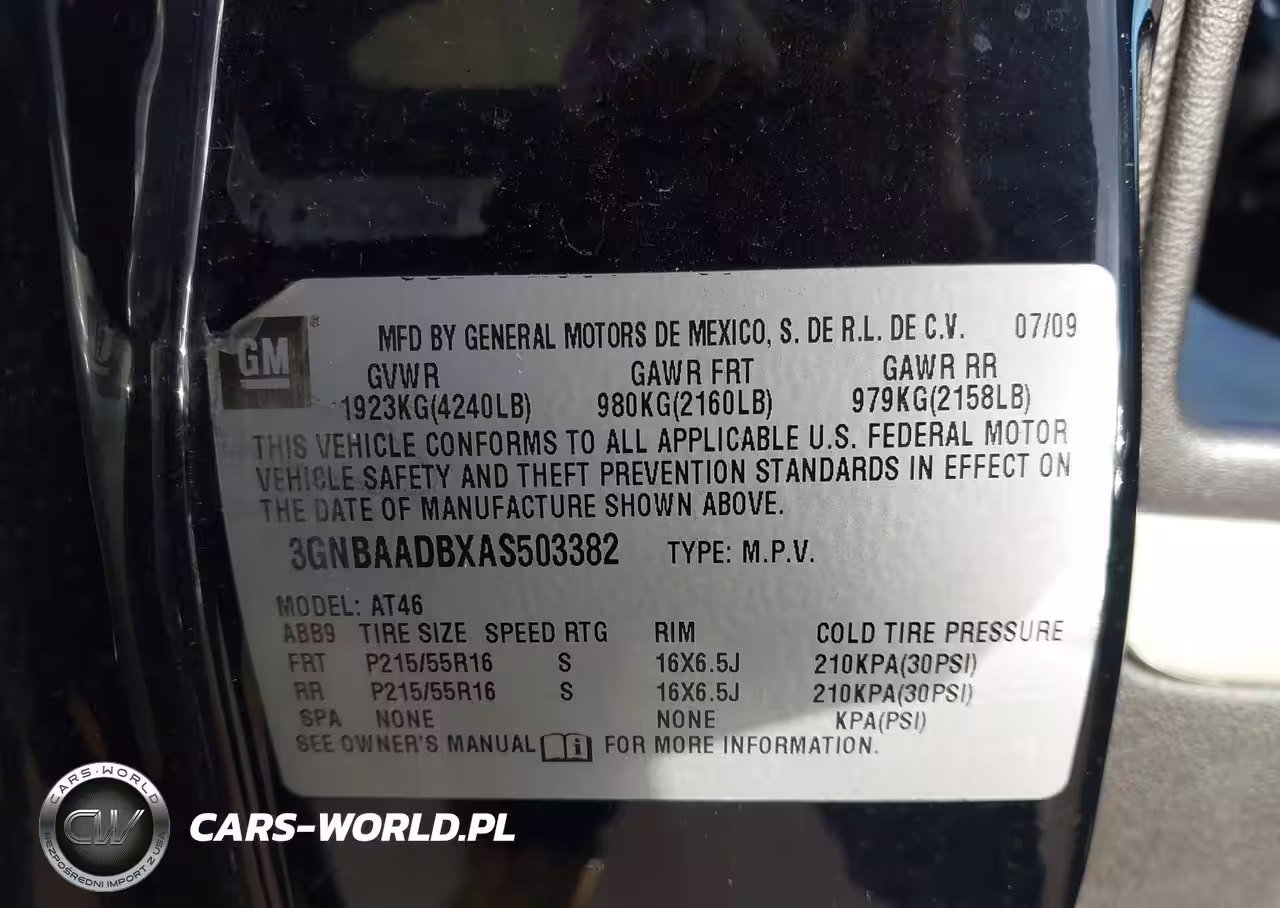 GM
MFD BY GENERAL MOTORS DE MEXICO, S. DE R.L. DE C.V. 07/09
GVWR GAWR FRT GAWR RR
1923KG(4240LB) 980KG(2160LB) 979KG(2158LB)
THIS VEHICLE CONFORMS TO ALL APPLICABLE U.S. FEDERAL MOTOR
VEHICLE SAFETY AND THEFT PREVENTION STANDARDS IN EFFECT ON
THE DATE OF MANUFACTURE SHOWN ABOVE.
3GNBAADBXAS503382 TYPE: M.P.V.
MODEL: AT46
ABB9 TIRE SIZE SPEED RTG RIM COLD TIRE PRESSURE
FRT P215/55R16 S 16X6.5J 210KPA(30PSI)
RR P215/55R16 S 16X6.5J 210KPA(30PSI)
SPA NONE NONE KPA(PSI)
SEE OWNER'S MANUAL FOR MORE INFORMATION.
CARS-WORLD
CW
BEZPOŚREDNI IMPORT Z USA
CARS-WORLD.PL